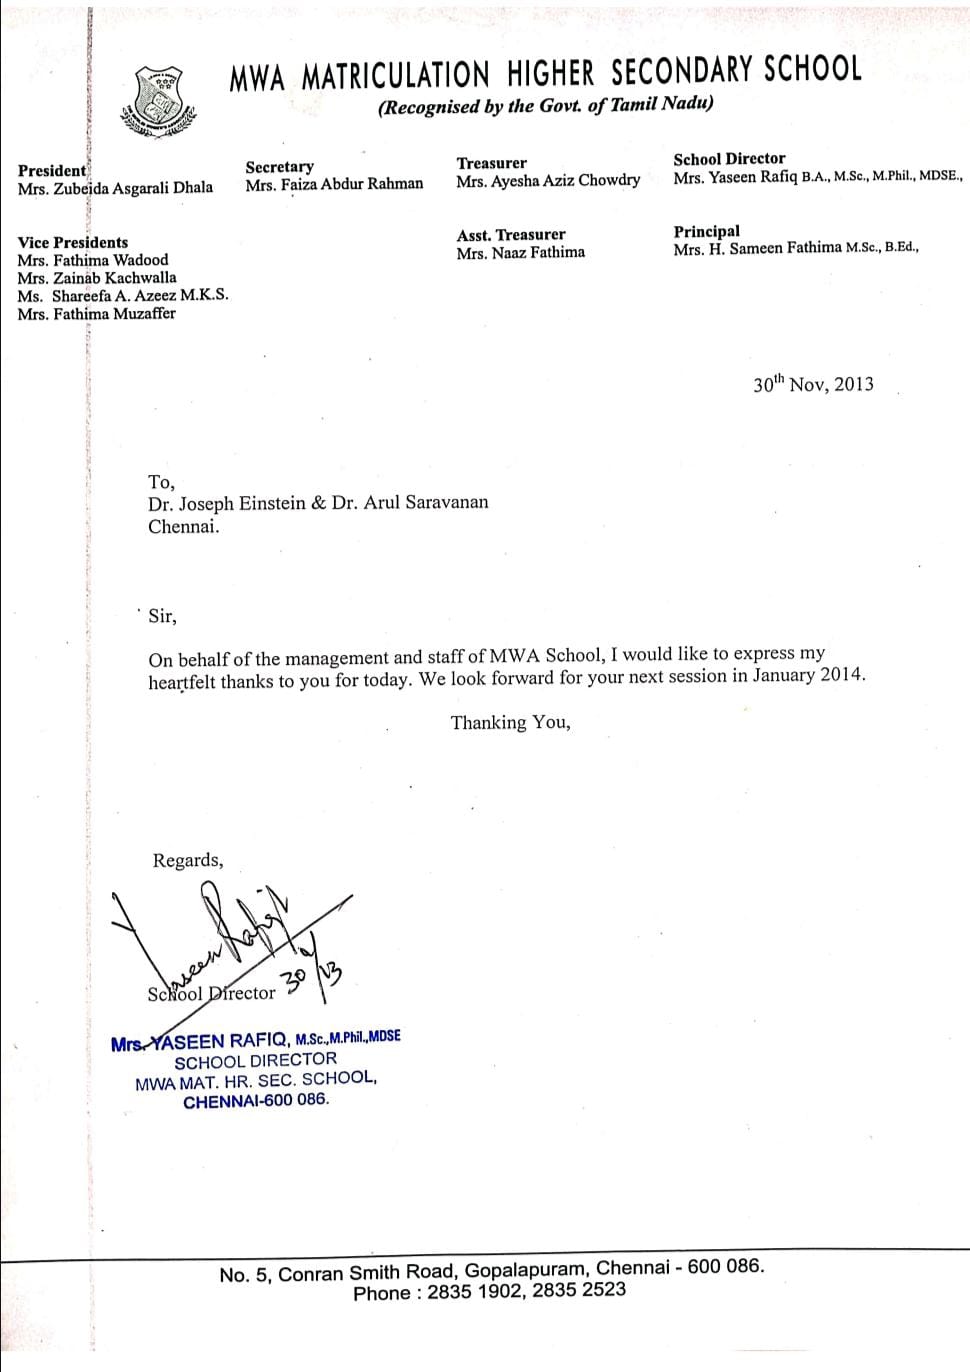 MWA MATRICULATION HIGHER SECONDARY SCHOOL
(Recognised by the Govt. of Tamil Nadu)
President
Mrs. Zubeida Asgarali Dhala
Secretary
Mrs. Faiza Abdur Rahman
Treasurer
Mrs. Ayesha Aziz Chowdry
School Director
Mrs. Yaseen Rafiq B.A., M.Sc., M.Phil., MDSE.,
Vice Presidents
Mrs. Fathima Wadood
Mrs. Zainab Kachwalla
Ms. Shareefa A. Azeez M.K.S.
Mrs. Fathima Muzaffer
Asst. Treasurer
Mrs. Naaz Fathima
Principal
Mrs. H. Sameen Fathima M.Sc., B.Ed.,
30th Nov, 2013
To,
Dr. Joseph Einstein & Dr. Arul Saravanan
Chennai.
Sir,
On behalf of the management and staff of MWA School, I would like to express my
heartfelt thanks to you for today. We look forward for your next session in January 2014.
Thanking You,
Regards,
Yaseen Rafiq
School Director
Mrs. YASEEN RAFIQ, M.Sc.,M.Phil.,MDSE
SCHOOL DIRECTOR
MWA MAT. HR. SEC. SCHOOL,
CHENNAI-600 086.
No. 5, Conran Smith Road, Gopalapuram, Chennai - 600 086.
Phone : 2835 1902, 2835 2523